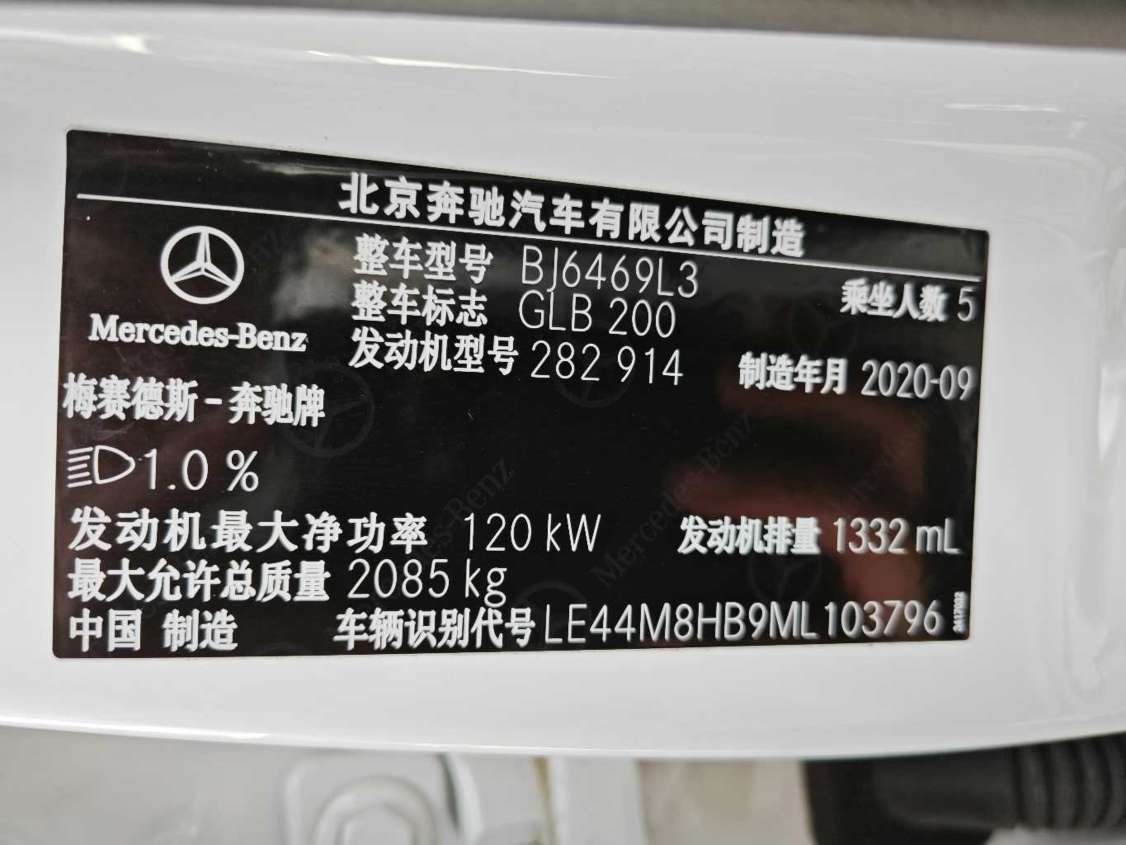 北京奔驰汽车有限公司制造
整车型号 BJ6469L3
乘坐人数 5
整车标志 GLB 200
Mercedes-Benz
发动机型号 282 914
制造年月 2020-09
梅赛德斯-奔驰牌
1.0 %
发动机最大净功率 120 kW
发动机排量 1332 mL
最大允许总质量 2085 kg
中国 制造
车辆识别代号 LE44M8HB9ML103796